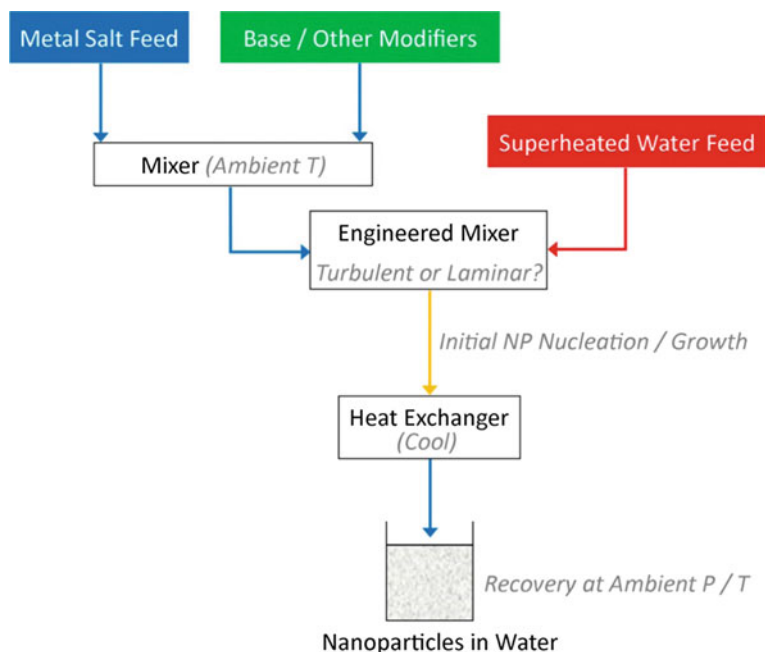 Metal Salt Feed
Base / Other Modifiers
Superheated Water Feed
Mixer (Ambient T)
Engineered Mixer
Turbulent or Laminar?
Initial NP Nucleation / Growth
Heat Exchanger
(Cool)
Recovery at Ambient P / T
Nanoparticles in Water